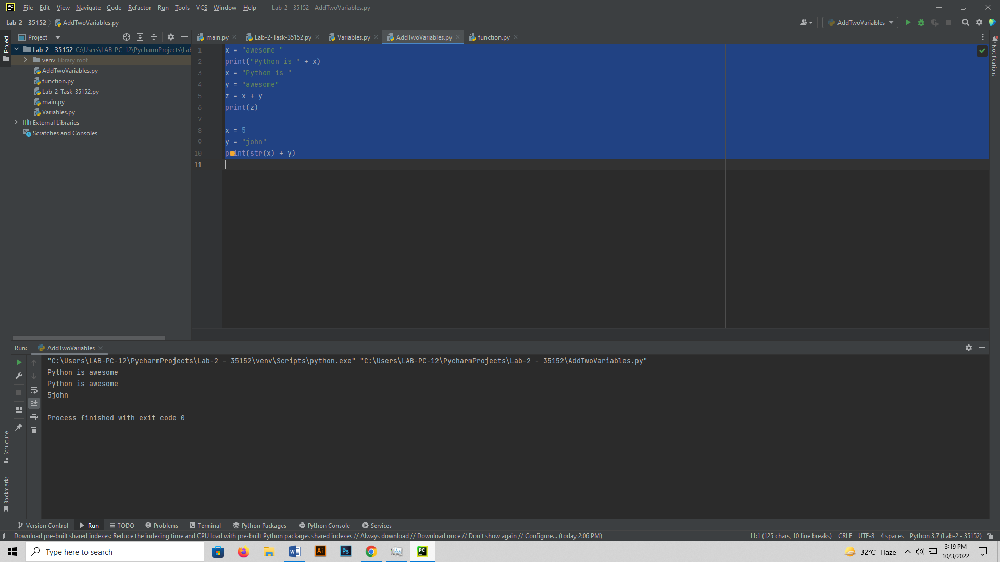 PC File Edit View Navigate Code Refactor Run Tools VCS Window Help Lab-2 - 35152 - AddTwoVariables.py
Lab-2 - 35152 AddTwoVariables.py AddTwoVariables
Project
Project
main.py Lab-2-Task-35152.py Variables.py AddTwoVariables.py function.py
Lab-2 - 35152 C:\Users\LAB-PC-12\PycharmProjects\Lab
venv library root
AddTwoVariables.py
function.py
Lab-2-Task-35152.py
main.py
Variables.py
External Libraries
Scratches and Consoles
1 x = "awesome "
2 print("Python is " + x)
3 x = "Python is "
4 y = "awesome"
5 z = x + y
6 print(z)
7
8 x = 5
9 y = "john"
10 print(str(x) + y)
11
Notifications
Run: AddTwoVariables
"C:\Users\LAB-PC-12\PycharmProjects\Lab-2 - 35152\venv\Scripts\python.exe" "C:\Users\LAB-PC-12\PycharmProjects\Lab-2 - 35152\AddTwoVariables.py"
Python is awesome
Python is awesome
5john
Process finished with exit code 0
Structure
Bookmarks
Version Control Run TODO Problems Terminal Python Packages Python Console Services
Download pre-built shared indexes: Reduce the indexing time and CPU load with pre-built Python packages shared indexes // Always download // Download once // Don't show again // Configure... (today 2:06 PM) 11:1 (125 chars, 10 line breaks) CRLF UTF-8 4 spaces Python 3.7 (Lab-2 - 35152)
Type here to search W Ai Ps PC 32°C Haze 3:19 PM
10/3/2022